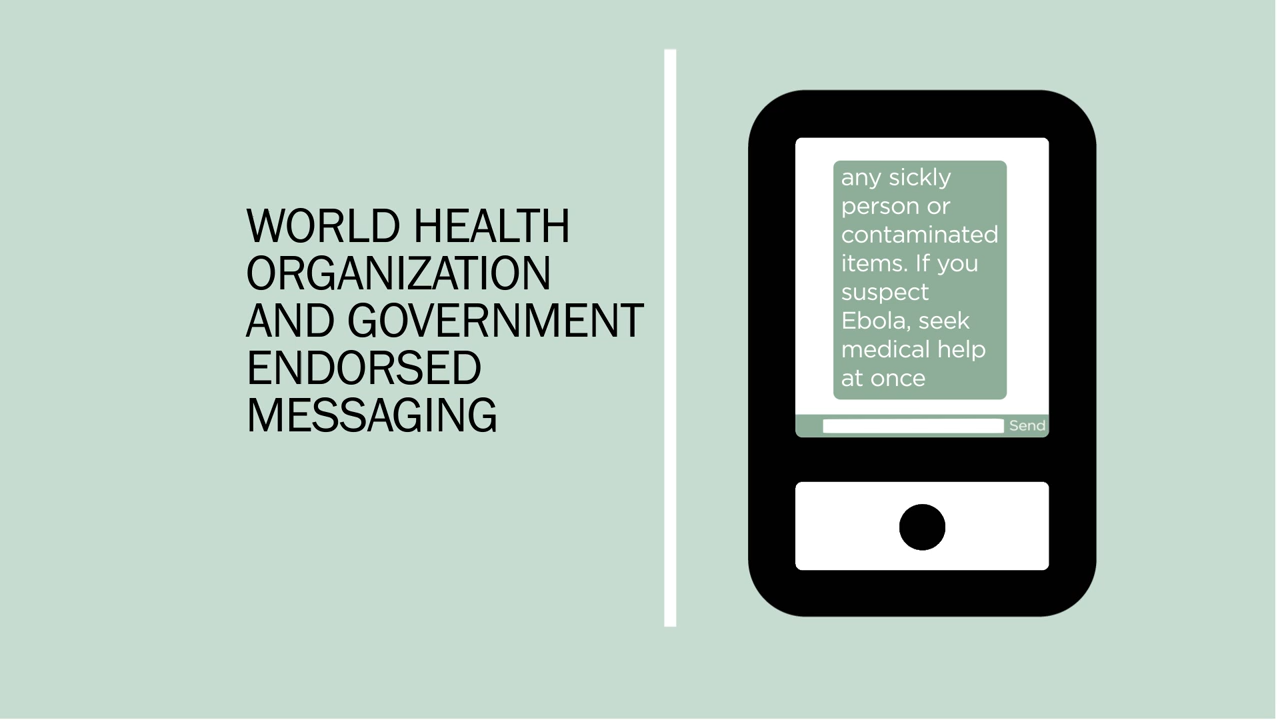 WORLD HEALTH
ORGANIZATION
AND GOVERNMENT
ENDORSED
MESSAGING
any sickly
person or
contaminated
items. If you
suspect
Ebola, seek
medical help
at once
Send